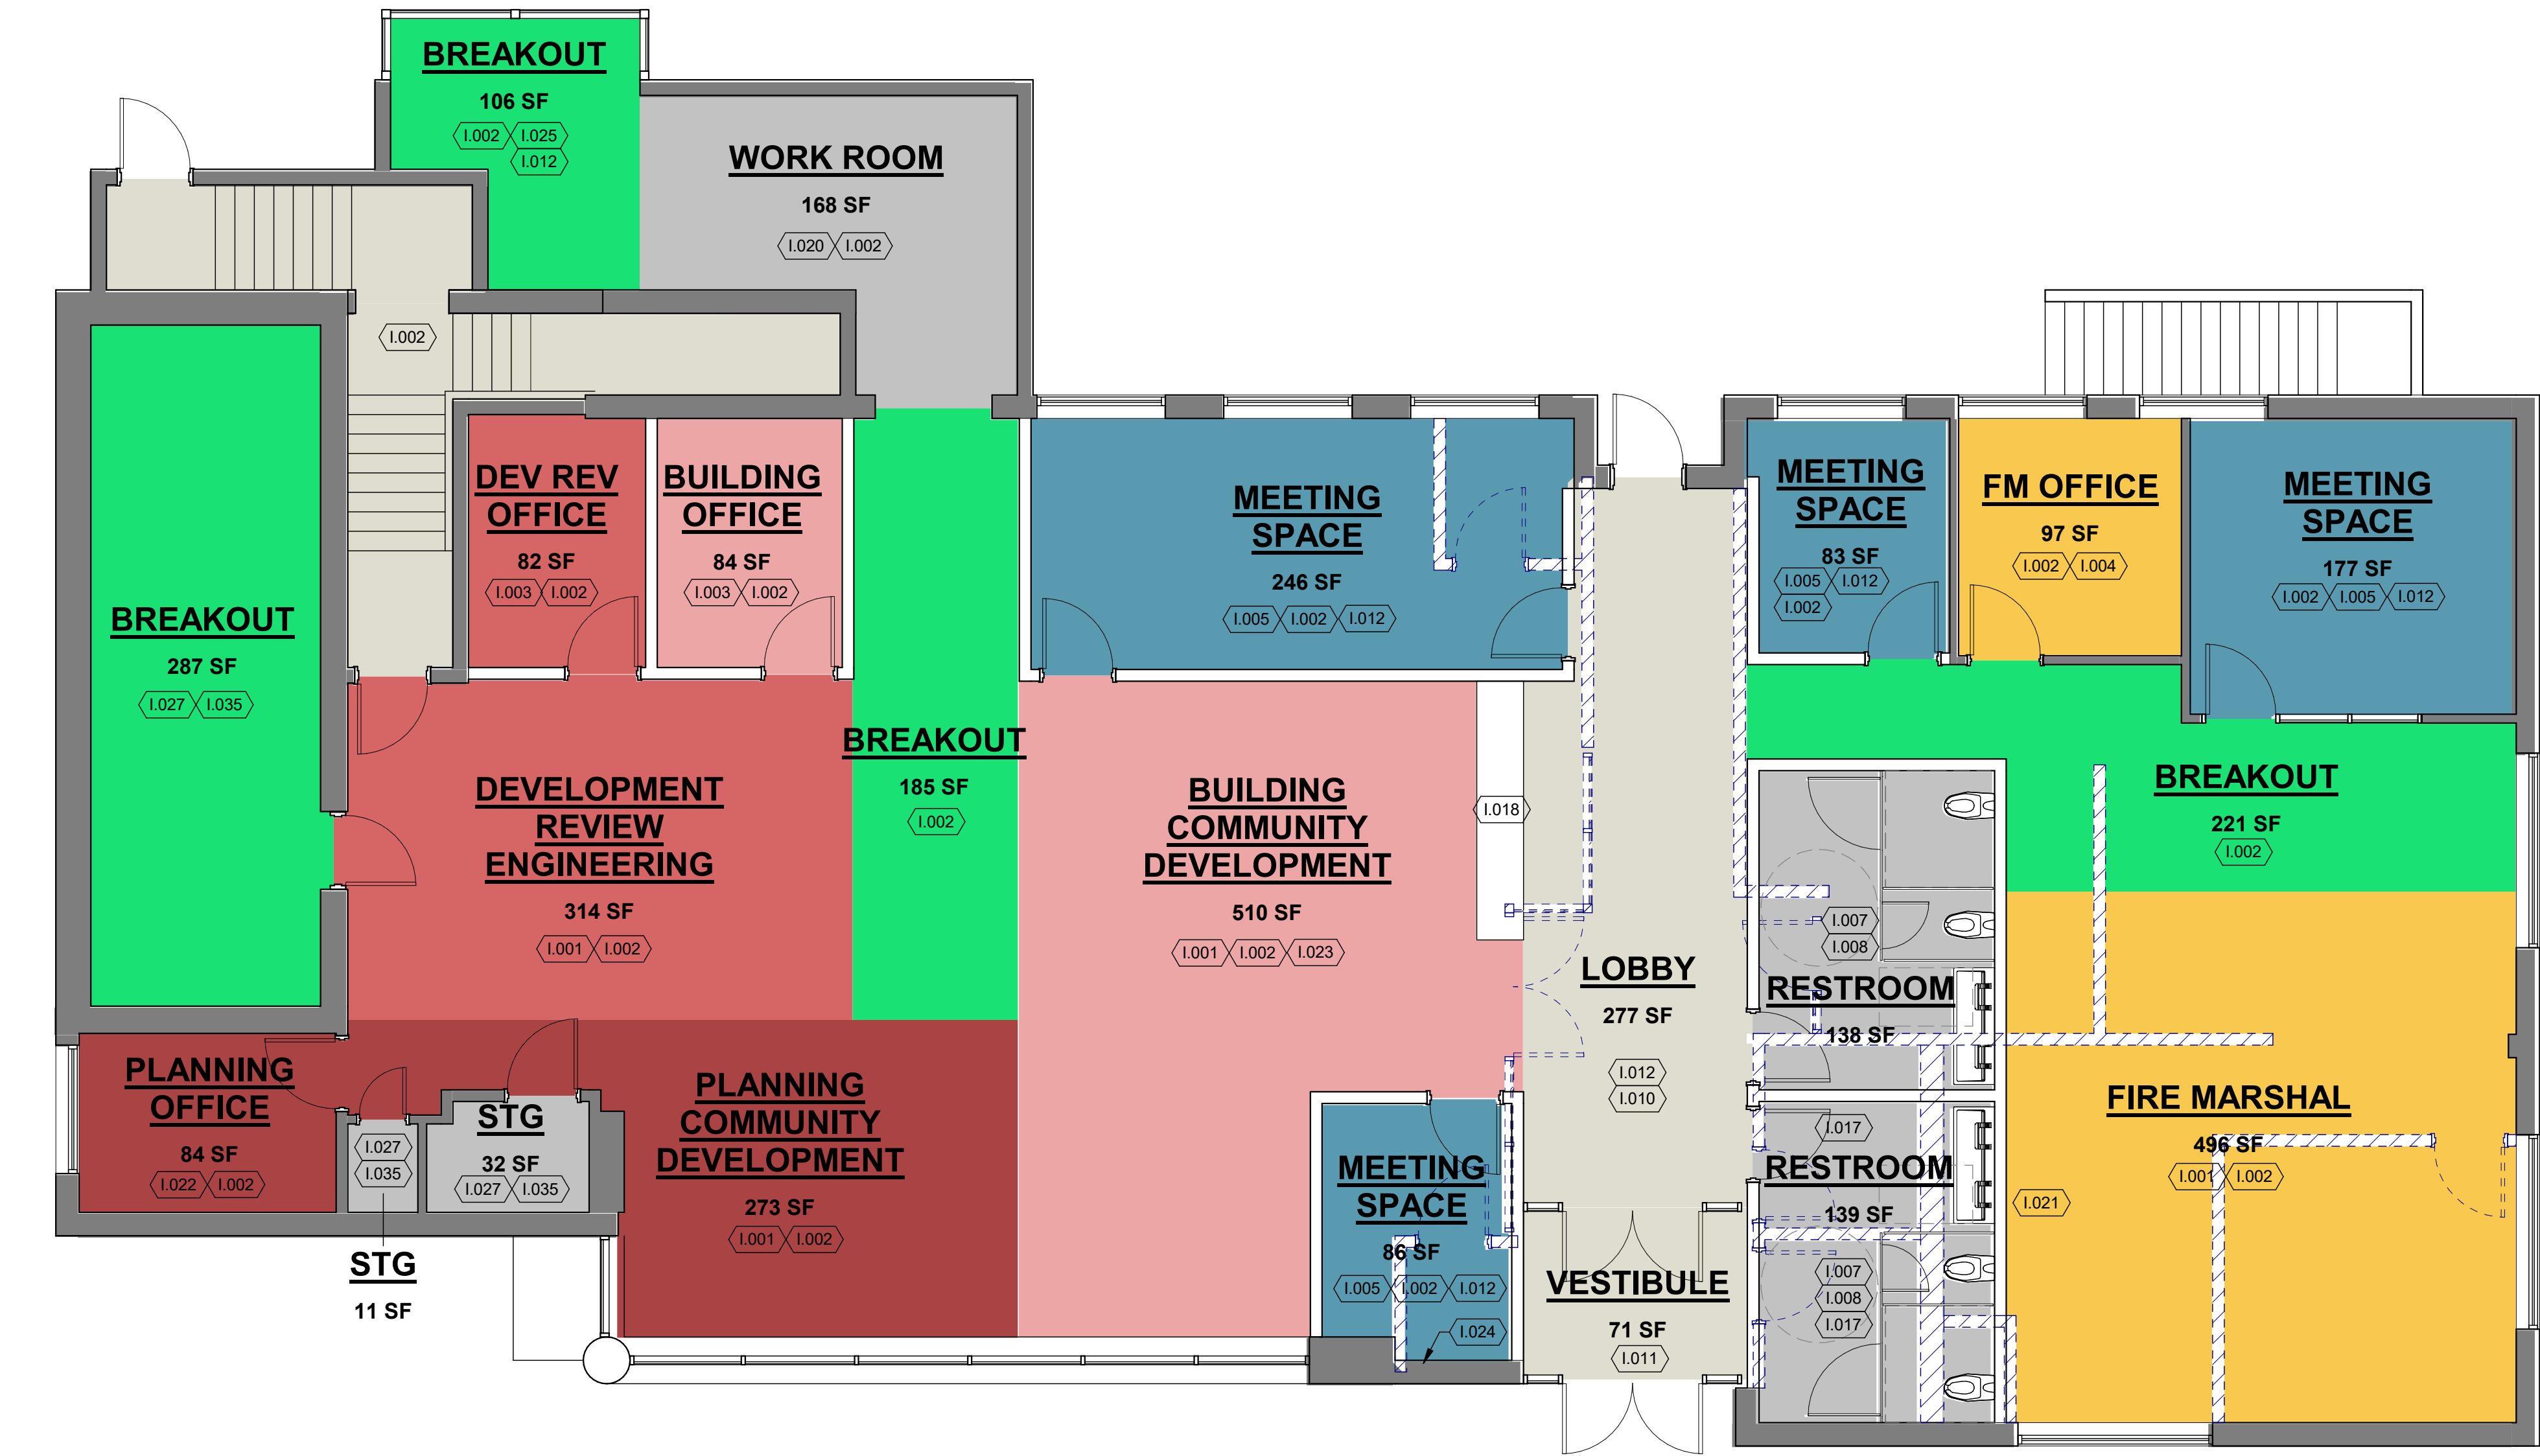 BREAKOUT
106 SF
I.002 I.025
I.012
WORK ROOM
168 SF
I.020 I.002
I.002
BREAKOUT
287 SF
I.027 I.035
DEV REV
OFFICE
82 SF
I.003 I.002
BUILDING
OFFICE
84 SF
I.003 I.002
MEETING
SPACE
246 SF
I.005 I.002 I.012
MEETING
SPACE
83 SF
I.005 I.012
I.002
FM OFFICE
97 SF
I.002 I.004
MEETING
SPACE
177 SF
I.002 I.005 I.012
DEVELOPMENT
REVIEW
ENGINEERING
314 SF
I.001 I.002
BREAKOUT
185 SF
I.002
BUILDING
COMMUNITY
DEVELOPMENT
510 SF
I.001 I.002 I.023
I.018
BREAKOUT
221 SF
I.002
LOBBY
277 SF
I.012
I.010
I.007
I.008
RESTROOM
138 SF
PLANNING
OFFICE
84 SF
I.022 I.002
I.027
I.035
STG
11 SF
STG
32 SF
I.027 I.035
PLANNING
COMMUNITY
DEVELOPMENT
273 SF
I.001 I.002
MEETING
SPACE
86 SF
I.005 I.002 I.012
I.024
VESTIBULE
71 SF
I.011
I.017
RESTROOM
139 SF
I.007
I.008
I.017
FIRE MARSHAL
496 SF
I.001 I.002
I.021